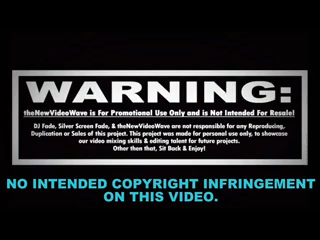 WARNING:
theNewVideoWave is For Promotional Use Only and is Not Intended For Resale!
DJ Fade, Silver Screen Fade, & theNewVideoWave are not responsible for any Reproducing,
Duplication or Sales of this project. This project was made for personal use only, to showcase
our video mixing skills & editing talent for future projects.
Other then that, Sit Back & Enjoy!
NO INTENDED COPYRIGHT INFRINGEMENT
ON THIS VIDEO.